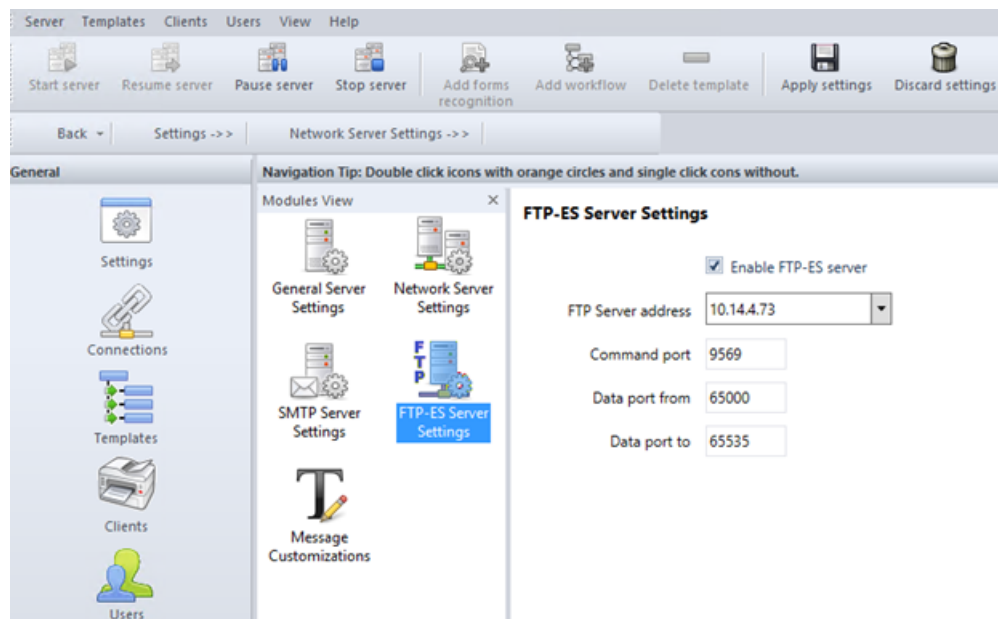 Server Templates Clients Users View Help
Start server Resume server Pause server Stop server Add forms recognition Add workflow Delete template Apply settings Discard settings
Back Settings ->> Network Server Settings ->>
General
Navigation Tip: Double click icons with orange circles and single click cons without.
Settings
Connections
Templates
Clients
Users
Modules View
General Server
Settings
Network Server
Settings
SMTP Server
Settings
FTP
FTP-ES Server
Settings
Message
Customizations
FTP-ES Server Settings
Enable FTP-ES server
FTP Server address 10.14.4.73
Command port 9569
Data port from 65000
Data port to 65535